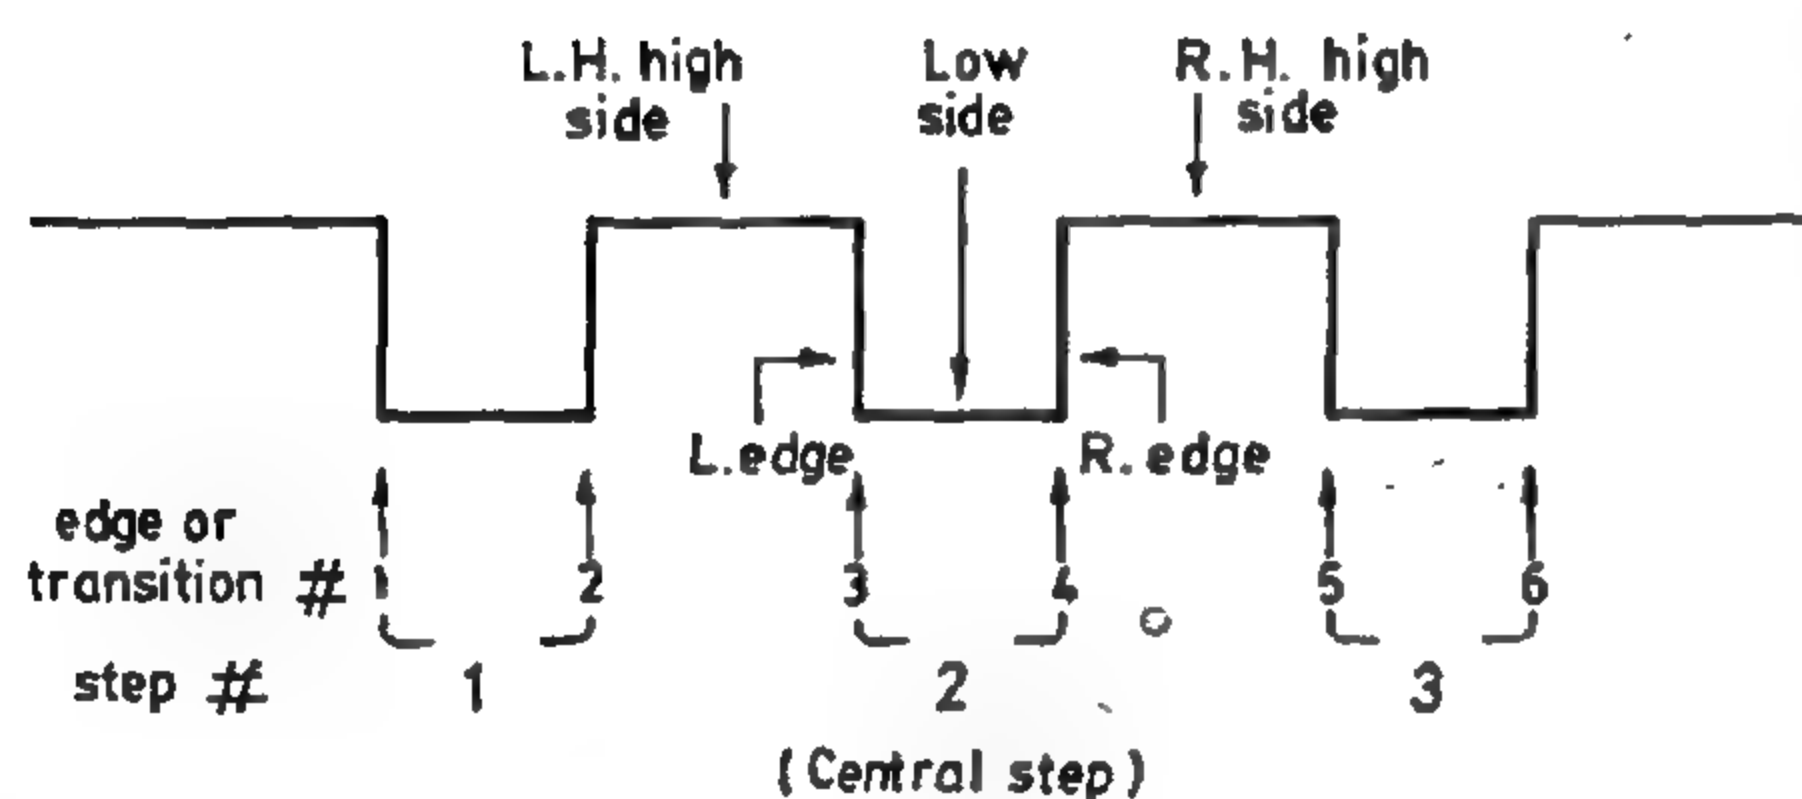 L.H. high side
Low side
R.H. high side
L.edge
R.edge
edge or
transition # 1 2 3 4 5 6
step # 1 2 3
(Central step)